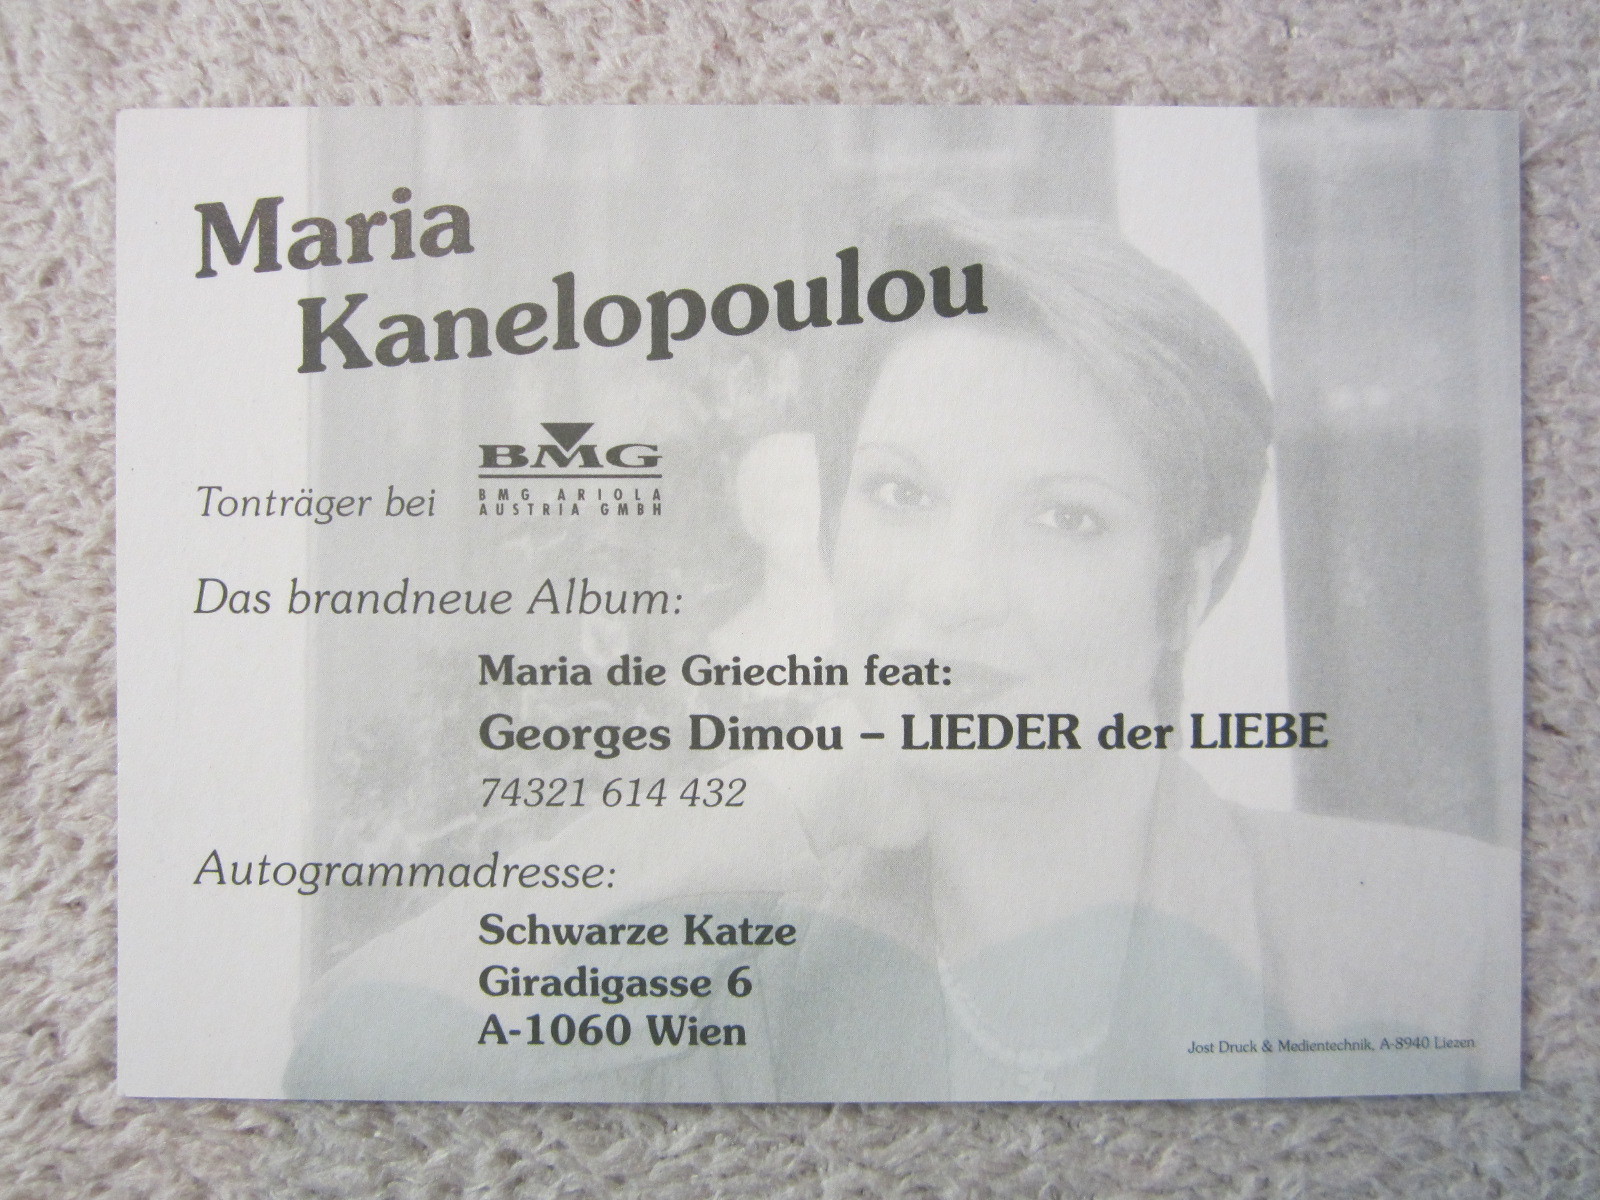 Maria
Kanelopoulou
BMG
Tonträger bei BMG ARIOLA
AUSTRIA GMBH
Das brandneue Album:
Maria die Griechin feat:
Georges Dimou – LIEDER der LIEBE
74321 614 432
Autogrammadresse:
Schwarze Katze
Giradigasse 6
A-1060 Wien
Jost Druck & Medientechnik, A-8940 Liezen